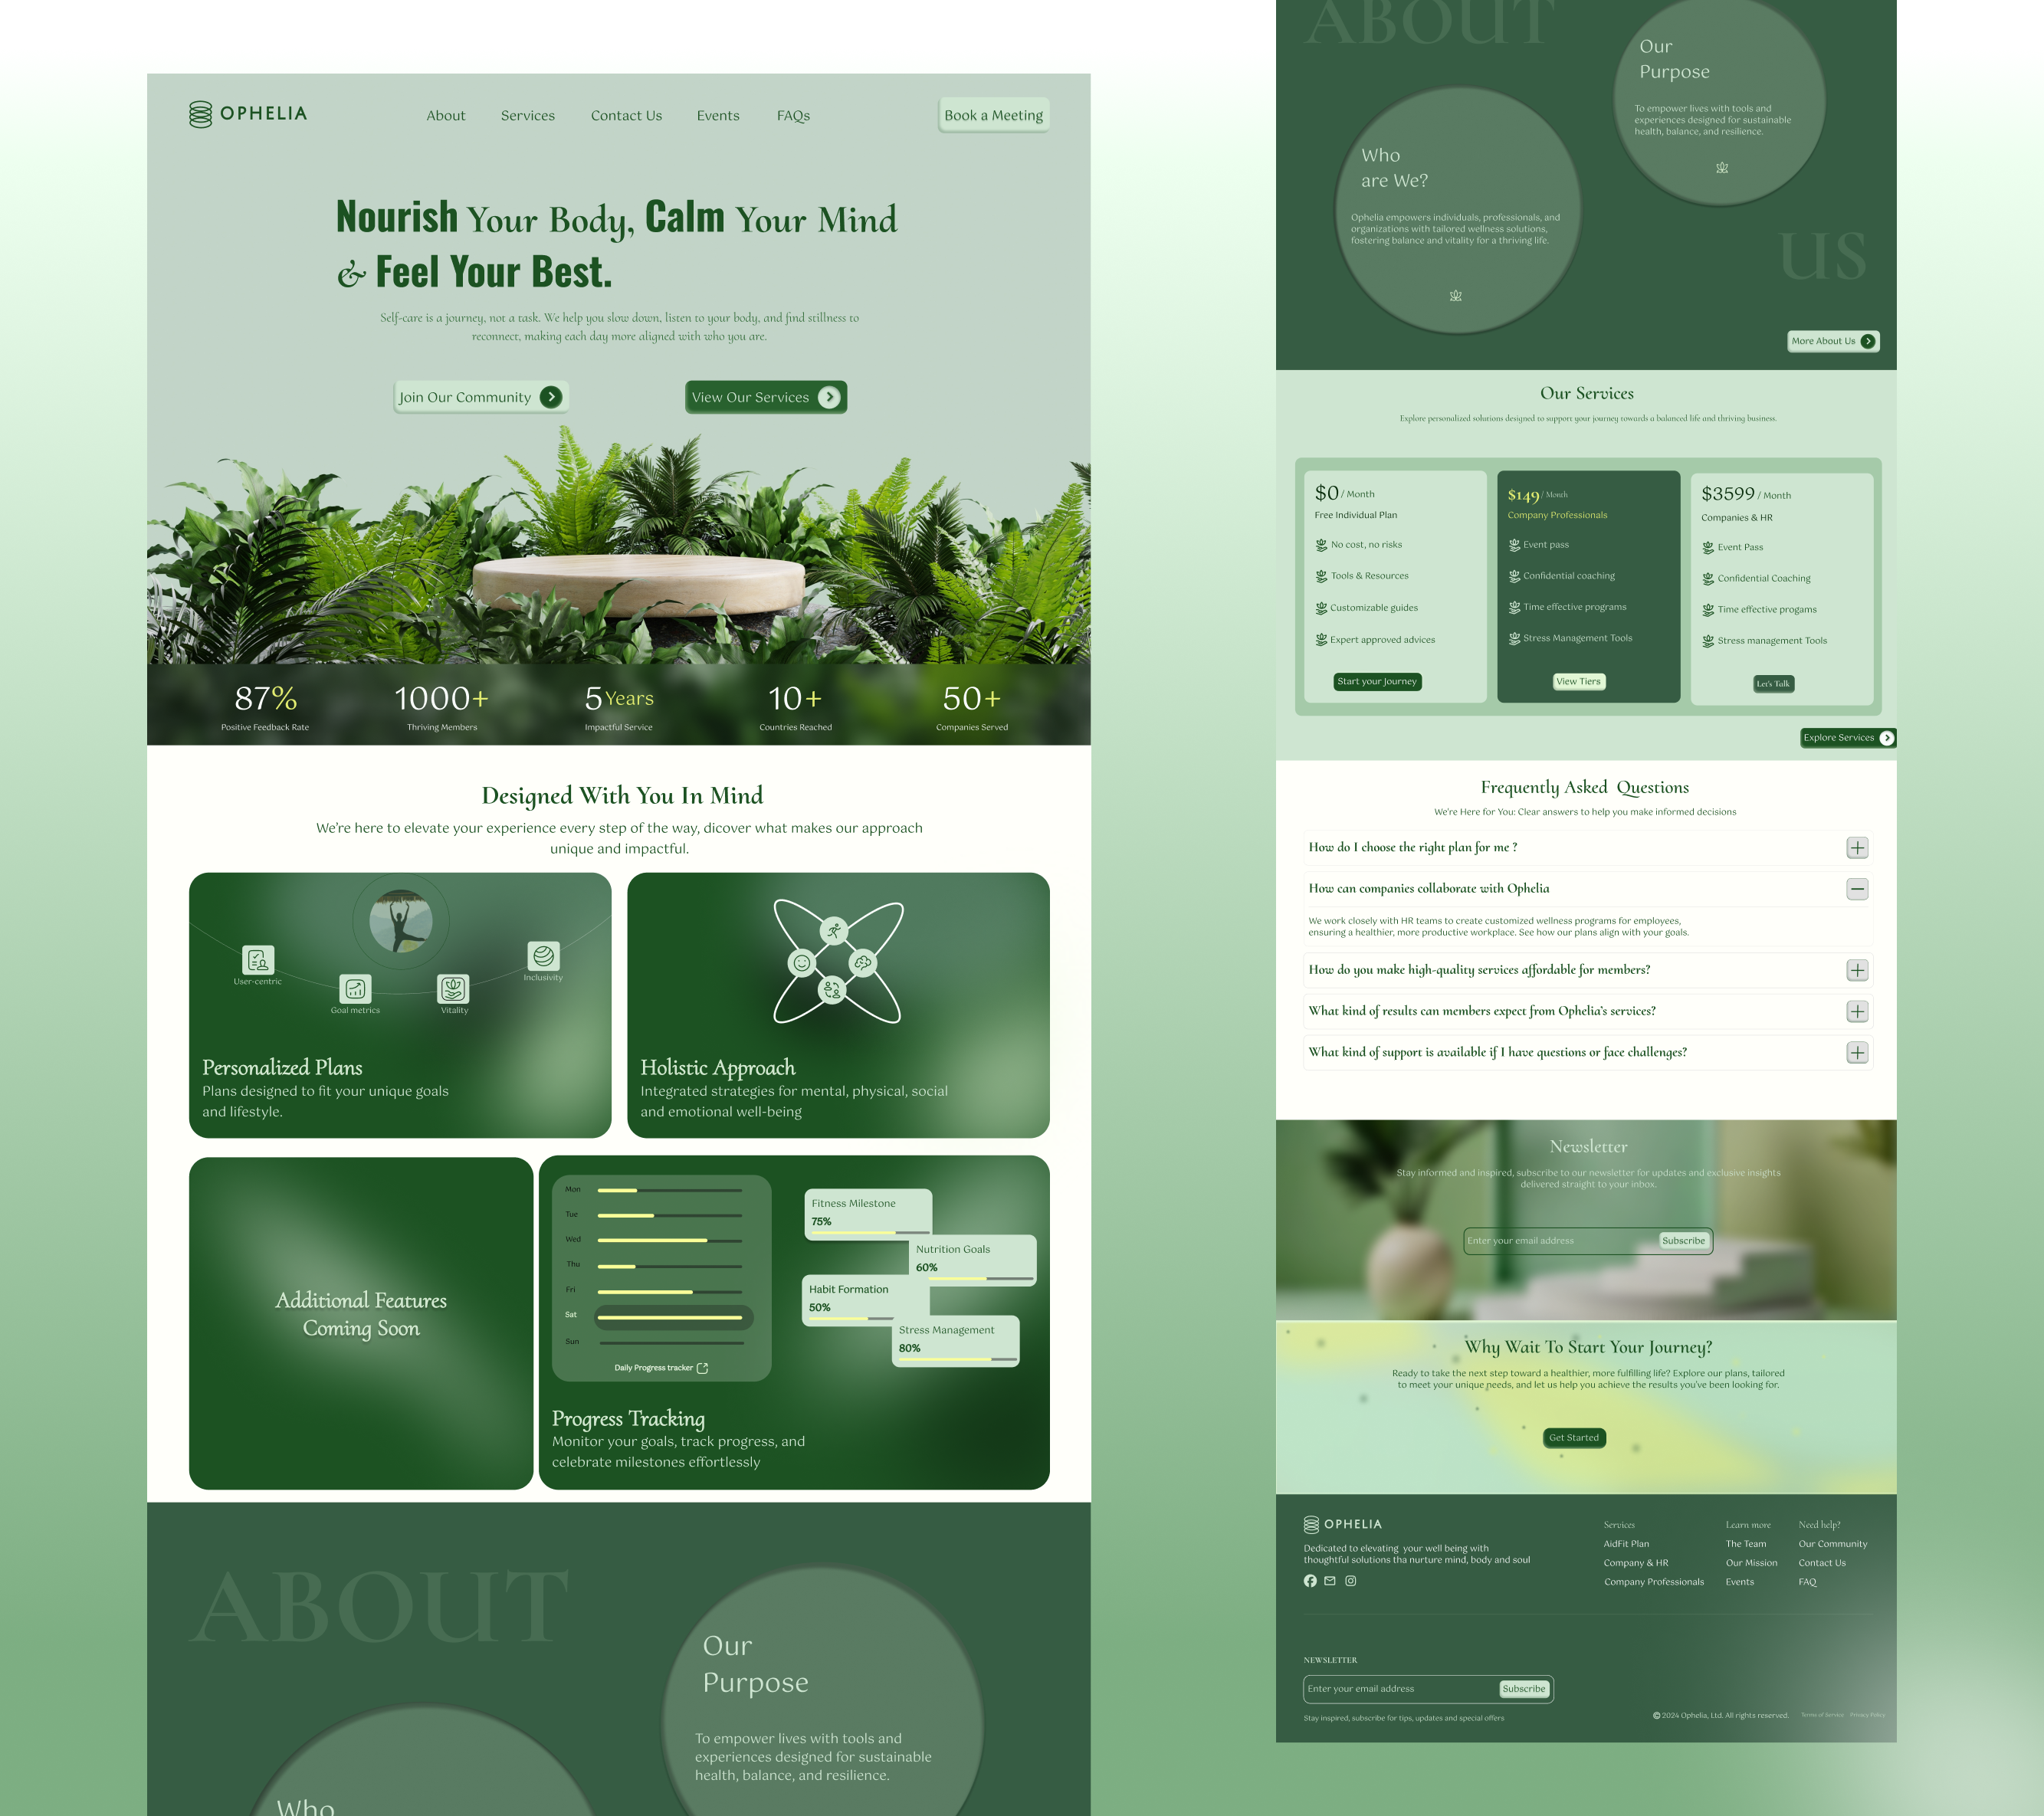 OPHELIA
About
Services
Contact Us
Events
FAQs
Book a Meeting
Nourish Your Body, Calm Your Mind
& Feel Your Best.
Self-care is a journey, not a task. We help you slow down, listen to your body, and find stillness to
reconnect, making each day more aligned with who you are.
Join Our Community
View Our Services
87%
Positive Feedback Rate
1000+
Thriving Members
5 Years
Impactful Service
10+
Countries Reached
50+
Companies Served
Designed With You In Mind
We're here to elevate your experience every step of the way, dicover what makes our approach
unique and impactful.
User-centric
Goal metrics
Vitality
Inclusivity
Personalized Plans
Plans designed to fit your unique goals
and lifestyle.
Holistic Approach
Integrated strategies for mental, physical, social
and emotional well-being
Additional Features
Coming Soon
Mon
Tue
Wed
Thu
Fri
Sat
Sun
Daily Progress tracker
Fitness Milestone
75%
Nutrition Goals
60%
Habit Formation
50%
Stress Management
80%
Progress Tracking
Monitor your goals, track progress, and
celebrate milestones effortlessly
ABOUT
Our
Purpose
To empower lives with tools and
experiences designed for sustainable
health, balance, and resilience.
Who
ABOUT
Our
Purpose
To empower lives with tools and
experiences designed for sustainable
health, balance, and resilience.
Who
are We?
Ophelia empowers individuals, professionals, and
organizations with tailored wellness solutions,
fostering balance and vitality for a thriving life.
US
More About Us
Our Services
Explore personalized solutions designed to support your journey towards a balanced life and thriving business.
$0 / Month
Free Individual Plan
No cost, no risks
Tools & Resources
Customizable guides
Expert approved advices
Start your Journey
$149 / Month
Company Professionals
Event pass
Confidential coaching
Time effective programs
Stress Management Tools
View Tiers
$3599 / Month
Companies & HR
Event Pass
Confidential Coaching
Time effective progams
Stress management Tools
Let's Talk
Explore Services
Frequently Asked Questions
We're Here for You: Clear answers to help you make informed decisions
How do I choose the right plan for me ?
How can companies collaborate with Ophelia
We work closely with HR teams to create customized wellness programs for employees,
ensuring a healthier, more productive workplace. See how our plans align with your goals.
How do you make high-quality services affordable for members?
What kind of results can members expect from Ophelia's services?
What kind of support is available if I have questions or face challenges?
Newsletter
Stay informed and inspired, subscribe to our newsletter for updates and exclusive insights
delivered straight to your inbox.
Enter your email address
Subscribe
Why Wait To Start Your Journey?
Ready to take the next step toward a healthier, more fulfilling life? Explore our plans, tailored
to meet your unique needs, and let us help you achieve the results you've been looking for.
Get Started
OPHELIA
Dedicated to elevating your well being with
thoughtful solutions tha nurture mind, body and soul
Services
AidFit Plan
Company & HR
Company Professionals
Learn more
The Team
Our Mission
Events
Need help?
Our Community
Contact Us
FAQ
NEWSLETTER
Enter your email address
Subscribe
Stay inspired, subscribe for tips, updates and special offers
© 2024 Ophelia, Ltd. All rights reserved.
Terms of Service
Privacy Policy